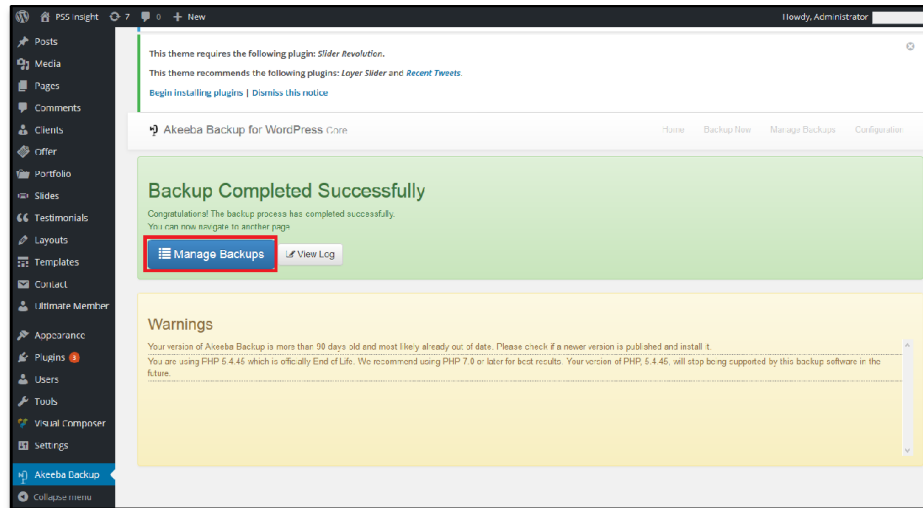 PS5 Insight 7 0 + New Howdy, Administrator
Posts
Media
Pages
Comments
Clients
Offer
Portfolio
Slides
Testimonials
Layouts
Templates
Contact
Ultimate Member
Appearance
Plugins 3
Users
Tools
Visual Composer
Settings
Akeeba Backup
Collapse menu
This theme requires the following plugin: Slider Revolution.
This theme recommends the following plugins: Layer Slider and Recent Tweets.
Begin installing plugins | Dismiss this notice
Akeeba Backup for WordPress Core Home Backup Now Manage Backups Configuration
Backup Completed Successfully
Congratulations! The backup process has completed successfully.
You can now navigate to another page
Manage Backups View Log
Warnings
Your version of Akeeba Backup is more than 90 days old and most likely already out of date. Please check if a newer version is published and install it.
You are using PHP 5.4.45 which is officially End of Life. We recommend using PHP 7.0 or later for best results. Your version of PHP, 5.4.45, will stop being supported by this backup software in the
future.